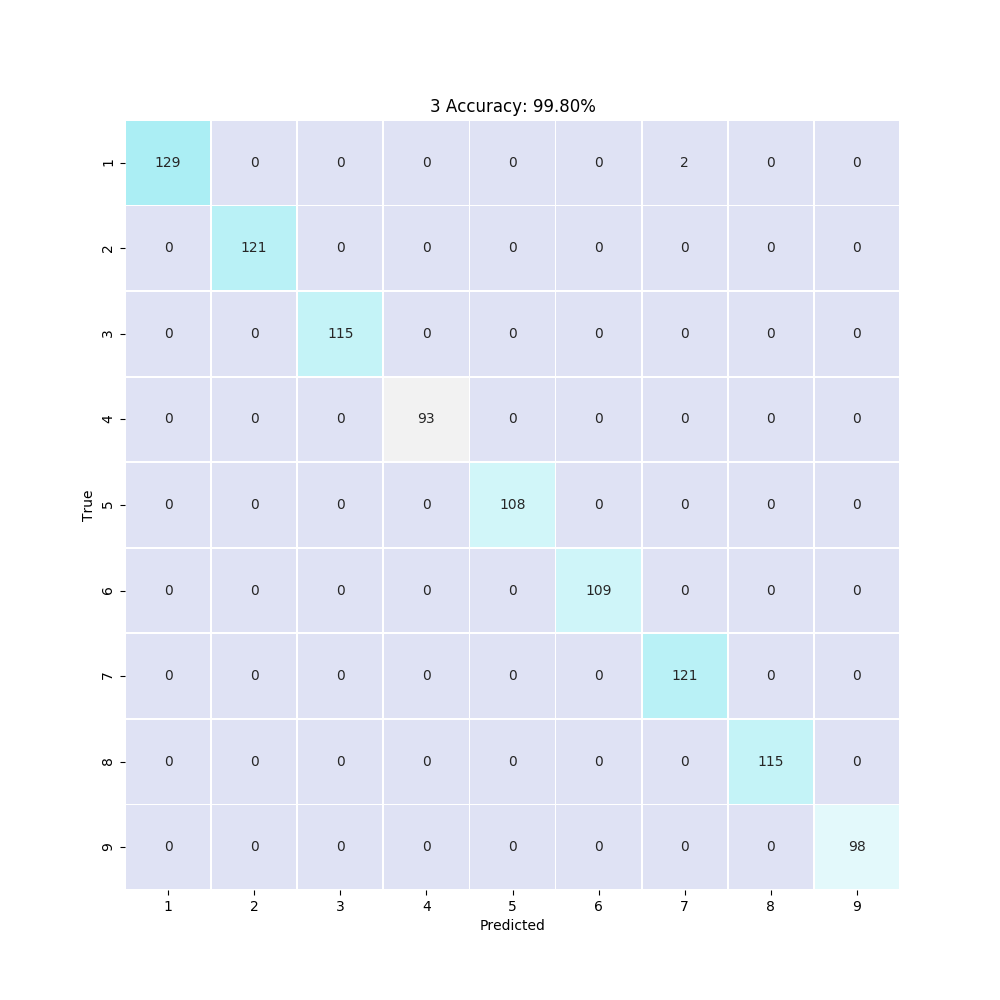 3 Accuracy: 99.80%
1 129 0 0 0 0 0 2 0 0
2 0 121 0 0 0 0 0 0 0
3 0 0 115 0 0 0 0 0 0
4 0 0 0 93 0 0 0 0 0
True
5 0 0 0 0 108 0 0 0 0
6 0 0 0 0 0 109 0 0 0
7 0 0 0 0 0 0 121 0 0
8 0 0 0 0 0 0 0 115 0
9 0 0 0 0 0 0 0 0 98
1 2 3 4 5 6 7 8 9
Predicted